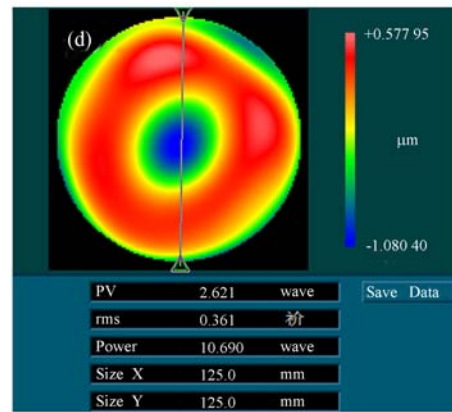 (d)
+0.577 95
μm
-1.080 40
PV 2.621 wave
Save Data
rms 0.361 祄
Power 10.690 wave
Size X 125.0 mm
Size Y 125.0 mm